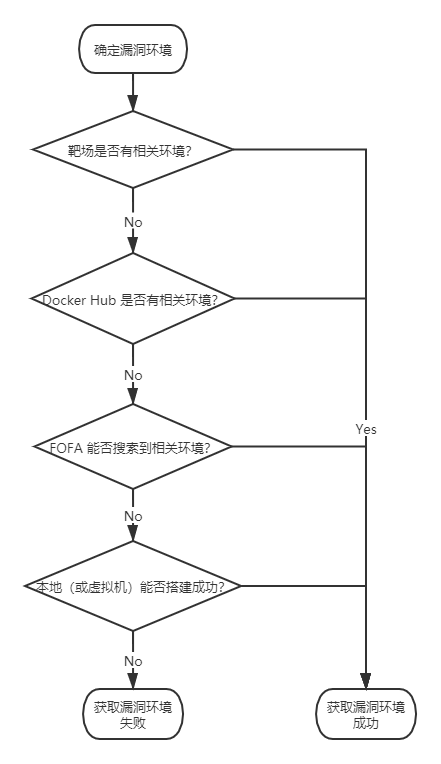 确定漏洞环境
靶场是否有相关环境?
No
Docker Hub 是否有相关环境?
No
FOFA 能否搜索到相关环境?
Yes
No
本地（或虚拟机）能否搭建成功?
No
获取漏洞环境
失败
获取漏洞环境
成功